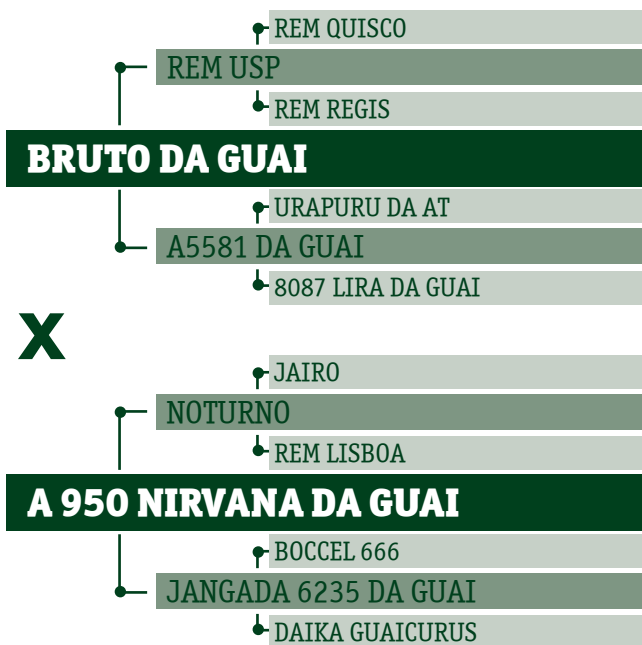 REM QUISCO
REM USP
REM REGIS
BRUTO DA GUAI
URAPURU DA AT
A5581 DA GUAI
8087 LIRA DA GUAI
X
JAIRO
NOTURNO
REM LISBOA
A 950 NIRVANA DA GUAI
BOCCEL 666
JANGADA 6235 DA GUAI
DAIKA GUAICURUS